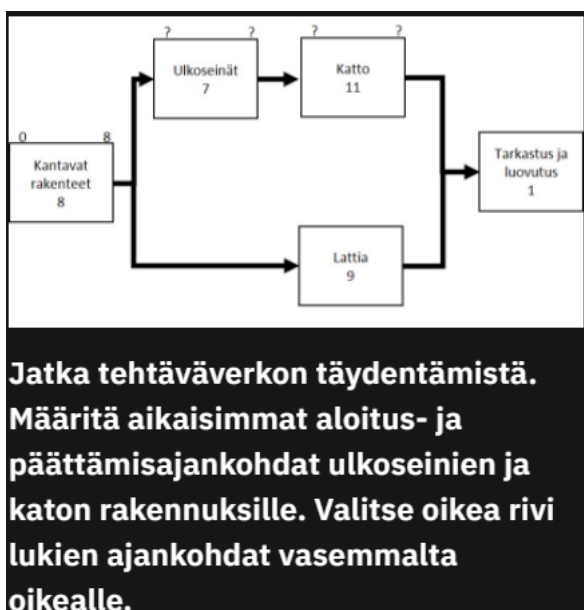 ? ? ? ?
Ulkoseinät
7
Katto
11
0 8
Kantavat
rakenteet
8
Tarkastus ja
luovutus
1
Lattia
9
Jatka tehtäväverkon täydentämistä.
Määritä aikaisimmat aloitus- ja
päättämisajankohdat ulkoseinien ja
katon rakennuksille. Valitse oikea rivi
lukien ajankohdat vasemmalta
oikealle.